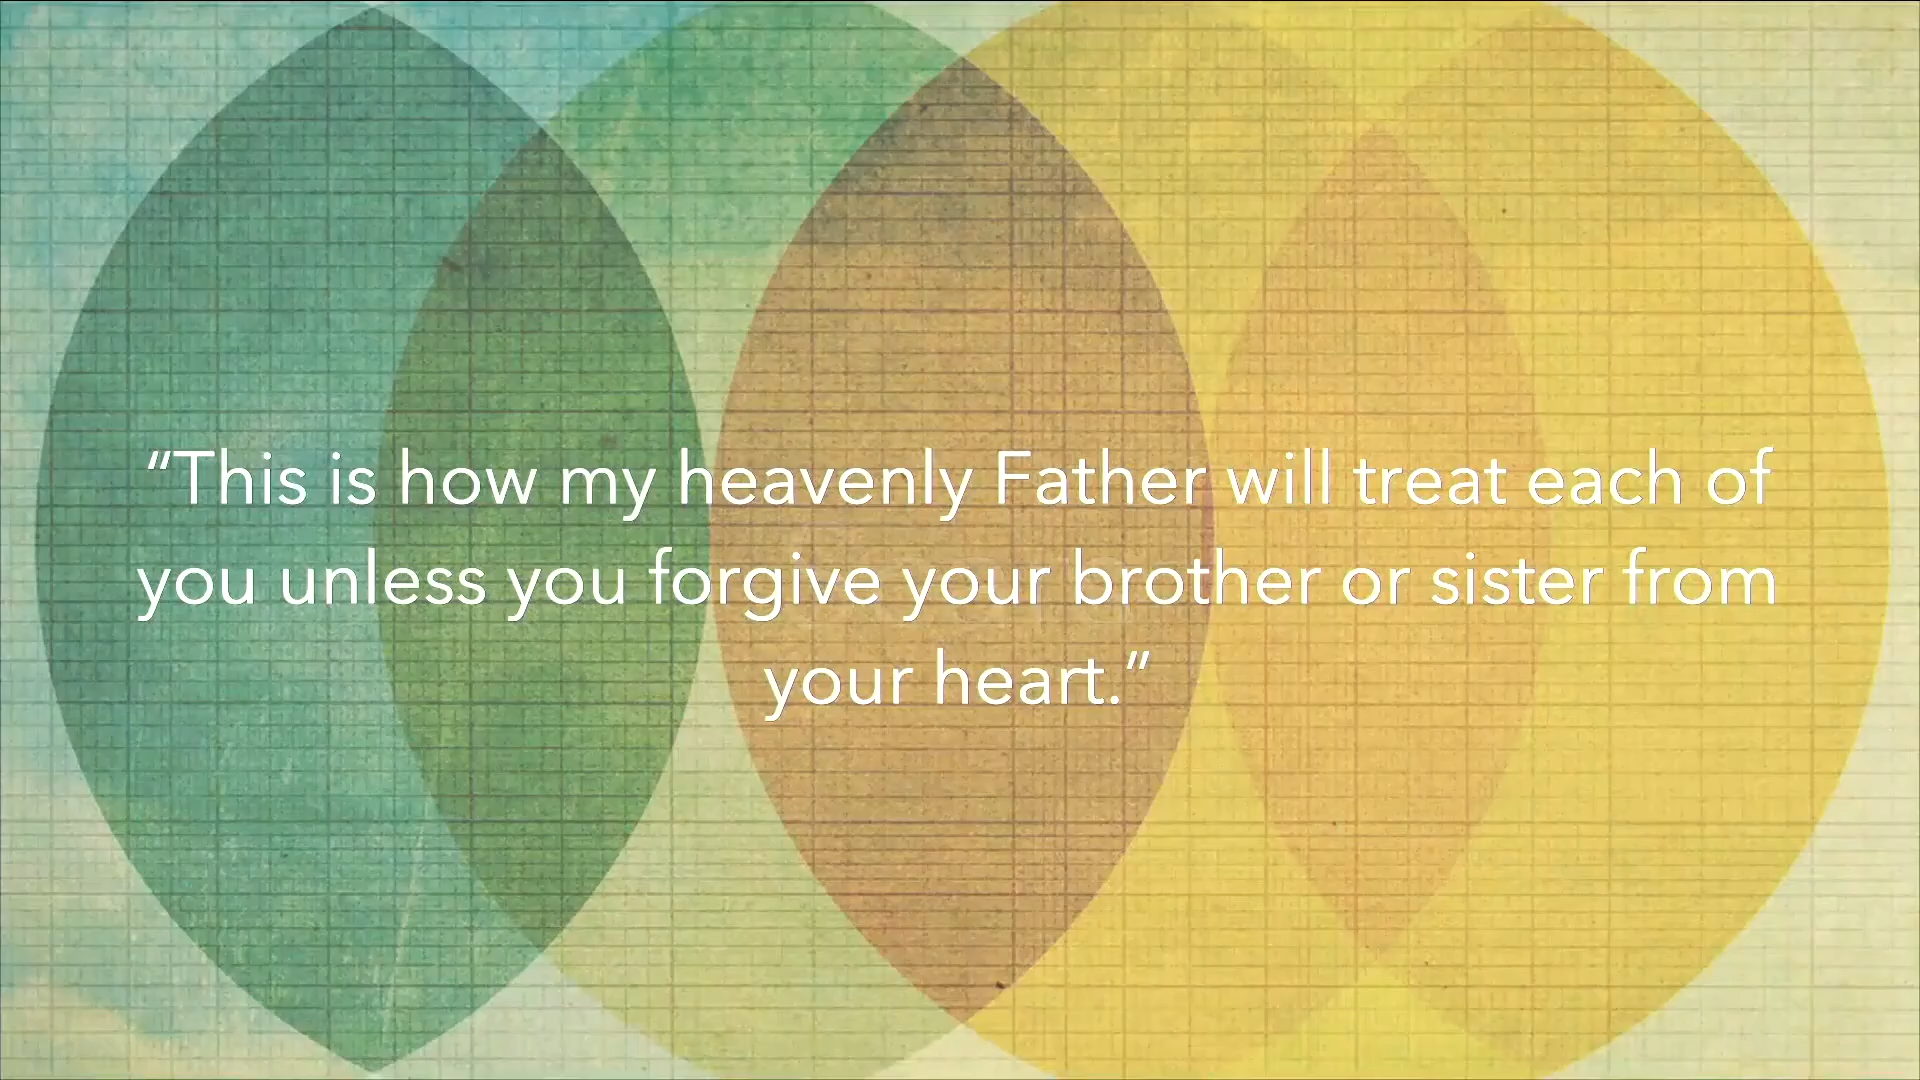 “This is how my heavenly Father will treat each of
you unless you forgive your brother or sister from
your heart.”